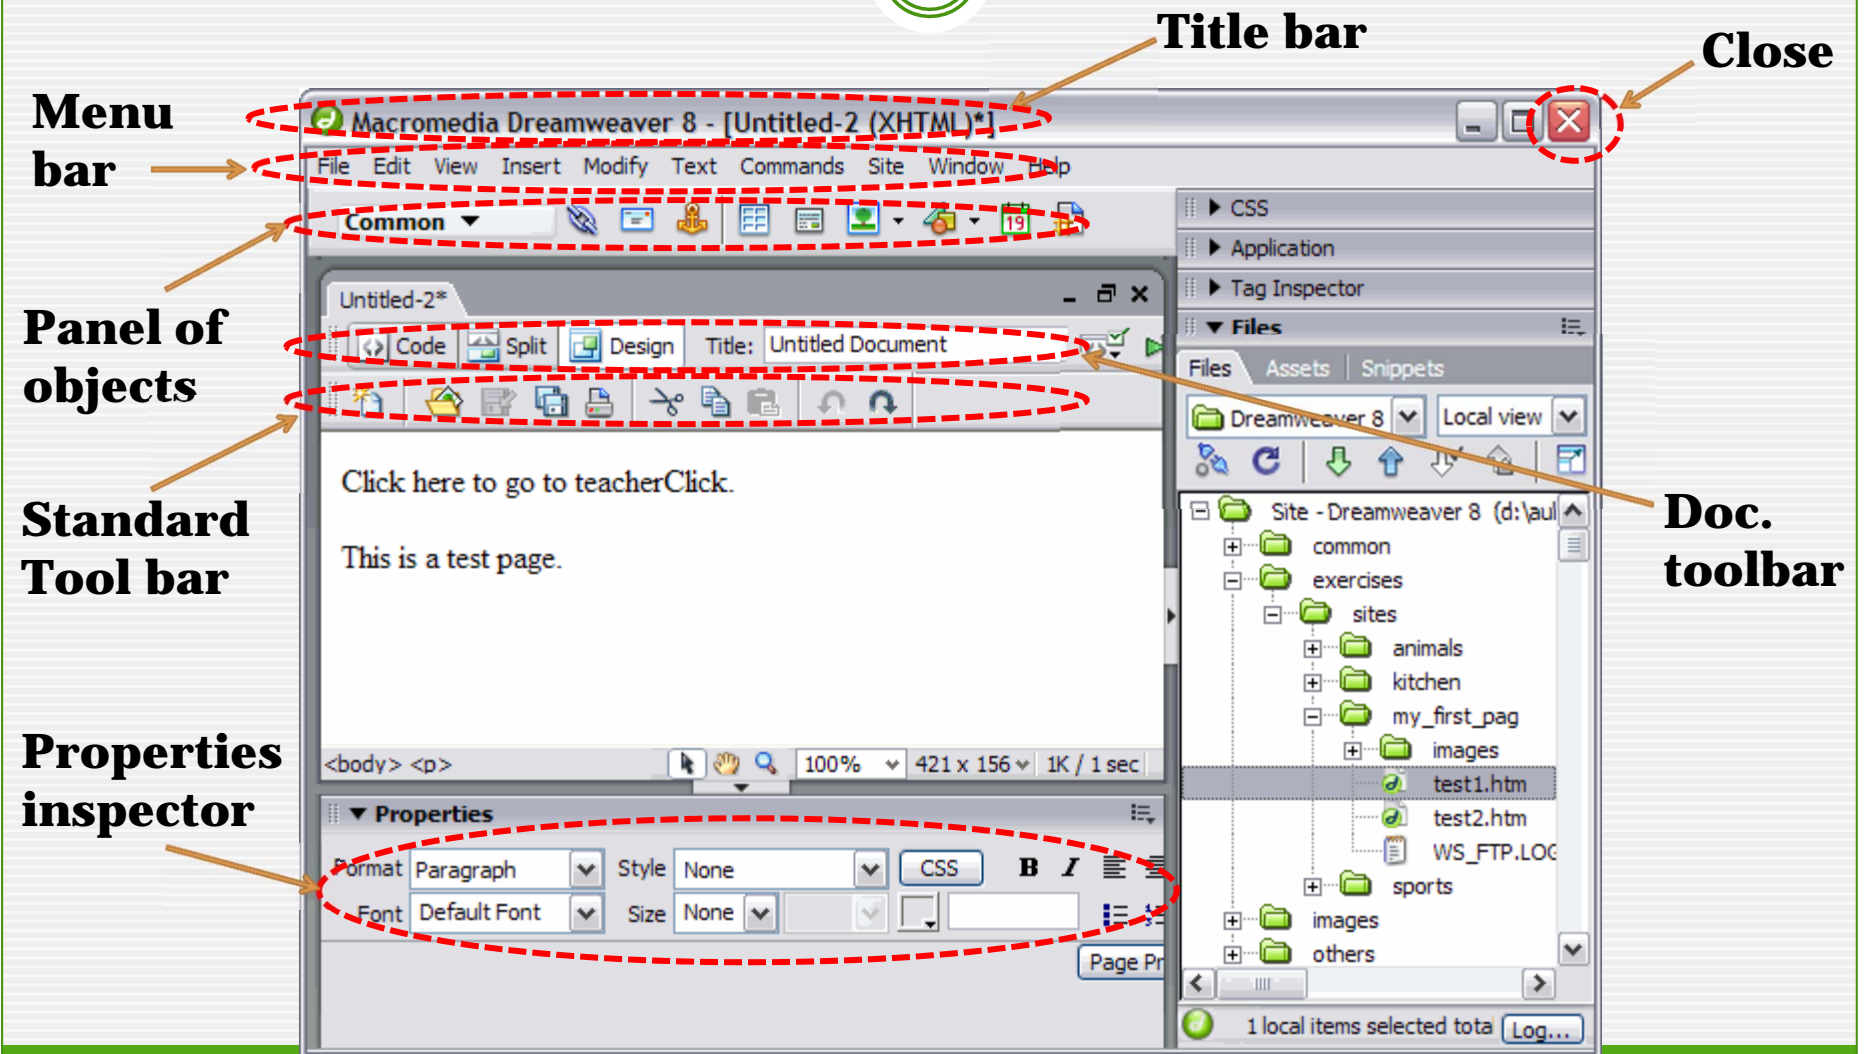 Title bar
Close
Menu
bar
Macromedia Dreamweaver 8 - [Untitled-2 (XHTML)*]
File Edit View Insert Modify Text Commands Site Window Help
Common
19
CSS
Application
Tag Inspector
Files
Panel of
objects
Untitled-2*
Code Split Design Title: Untitled Document
Files Assets Snippets
Dreamweaver 8 Local view
Standard
Tool bar
Click here to go to teacherClick.
This is a test page.
Doc.
toolbar
Site - Dreamweaver 8 (d:\aul
common
exercises
sites
animals
kitchen
my_first_pag
images
test1.htm
test2.htm
WS_FTP.LOG
sports
images
others
1 local items selected total Log...
<body> <p> 100% 421 x 156 1K / 1 sec
Properties
inspector
Properties
Format Paragraph Style None CSS B I
Font Default Font Size None
Page Pr